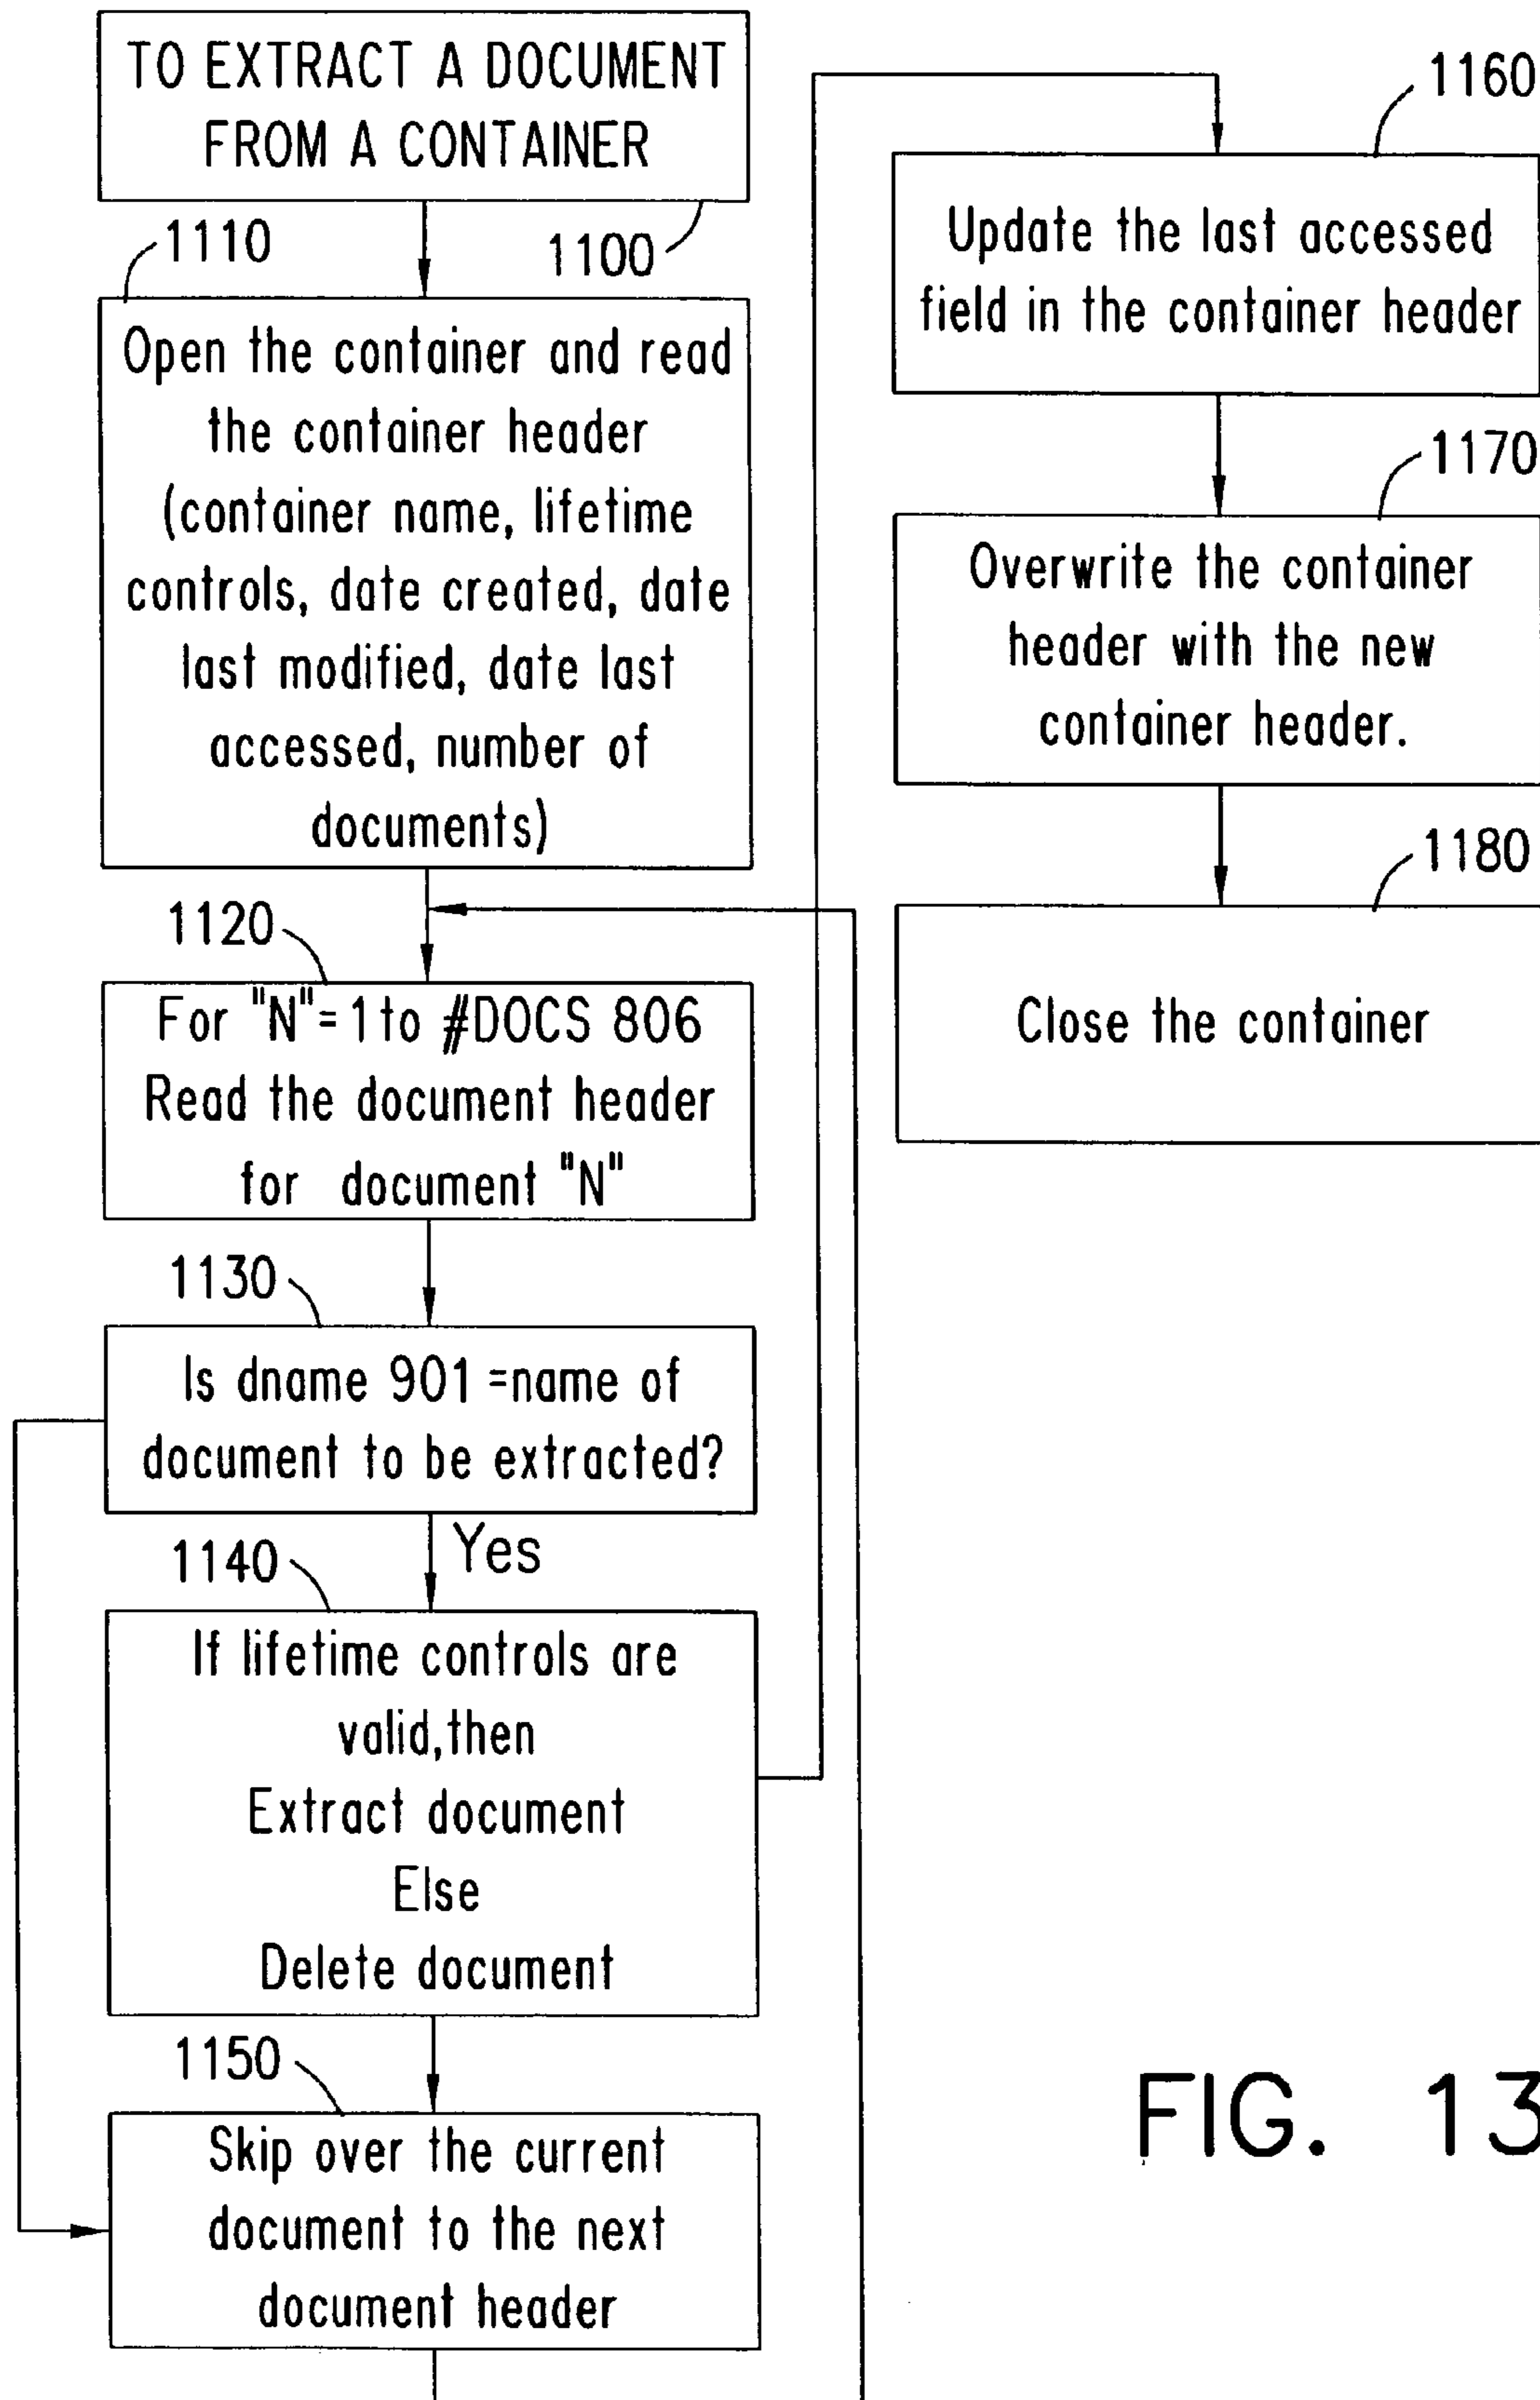 TO EXTRACT A DOCUMENT
FROM A CONTAINER
1100
1110
Open the container and read
the container header
(container name, lifetime
controls, date created, date
last modified, date last
accessed, number of
documents)
1120
For "N"=1 to #DOCS 806
Read the document header
for document "N"
1130
Is dname 901 =name of
document to be extracted?
Yes
1140
If lifetime controls are
valid,then
Extract document
Else
Delete document
1150
Skip over the current
document to the next
document header
1160
Update the last accessed
field in the container header
1170
Overwrite the container
header with the new
container header.
1180
Close the container
FIG. 13